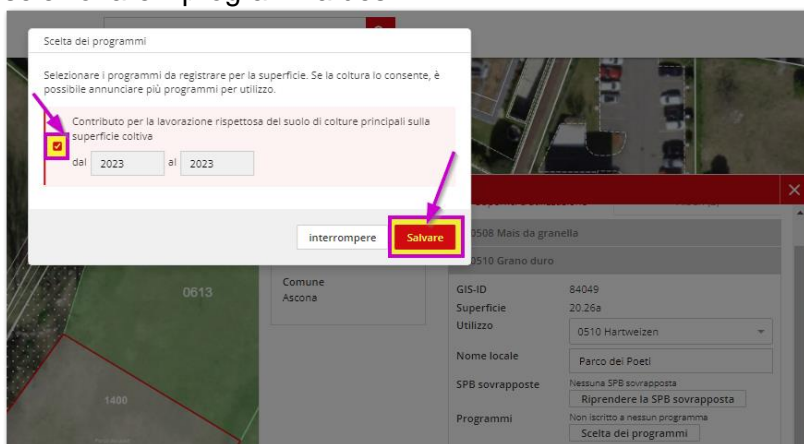 Scelta dei programmi
Selezionare i programmi da registrare per la superficie. Se la coltura lo consente, è
possibile annunciare più programmi per utilizzo.
Contributo per la lavorazione rispettosa del suolo di colture principali sulla
superficie coltiva
dal 2023 al 2023
interrompere Salvare
0508 Mais da granella
0510 Grano duro
Comune
Ascona
GIS-ID 84049
Superficie 20.26a
Utilizzo 0510 Hartweizen
Nome locale Parco dei Poeti
SPB sovrapposte Nessuna SPB sovrapposta
Riprendere la SPB sovrapposta
Programmi Non iscritto a nessun programma
Scelta dei programmi
0613
1400